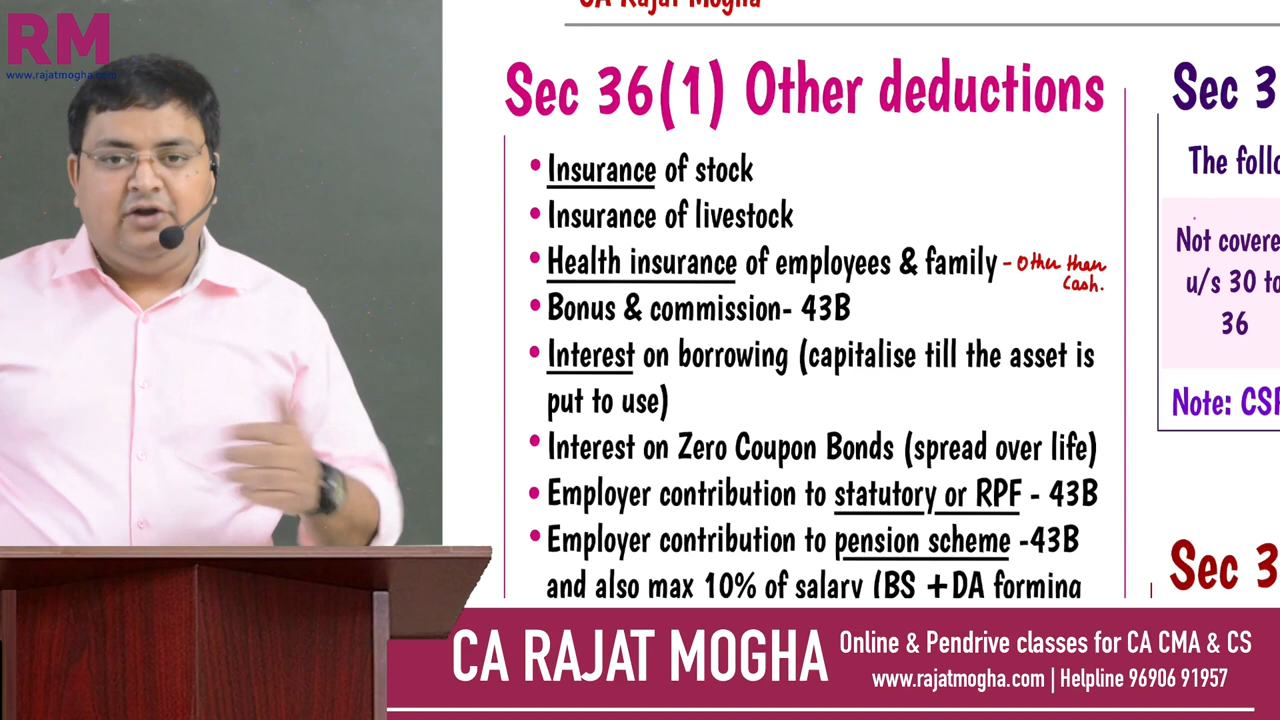 RM
www.rajatmogha.com
CA Rajat Mogha
Sec 36(1) Other deductions
• Insurance of stock
• Insurance of livestock
• Health insurance of employees & family - Other than
Cash.
• Bonus & commission- 43B
• Interest on borrowing (capitalise till the asset is
put to use)
• Interest on Zero Coupon Bonds (spread over life)
• Employer contribution to statutory or RPF - 43B
• Employer contribution to pension scheme -43B
and also max 10% of salary (BS +DA forming
Sec 3
The follo
Not covere
u/s 30 to
36
Note: CSR
Sec 3
CA RAJAT MOGHA
Online & Pendrive classes for CA CMA & CS
www.rajatmogha.com | Helpline 96906 91957